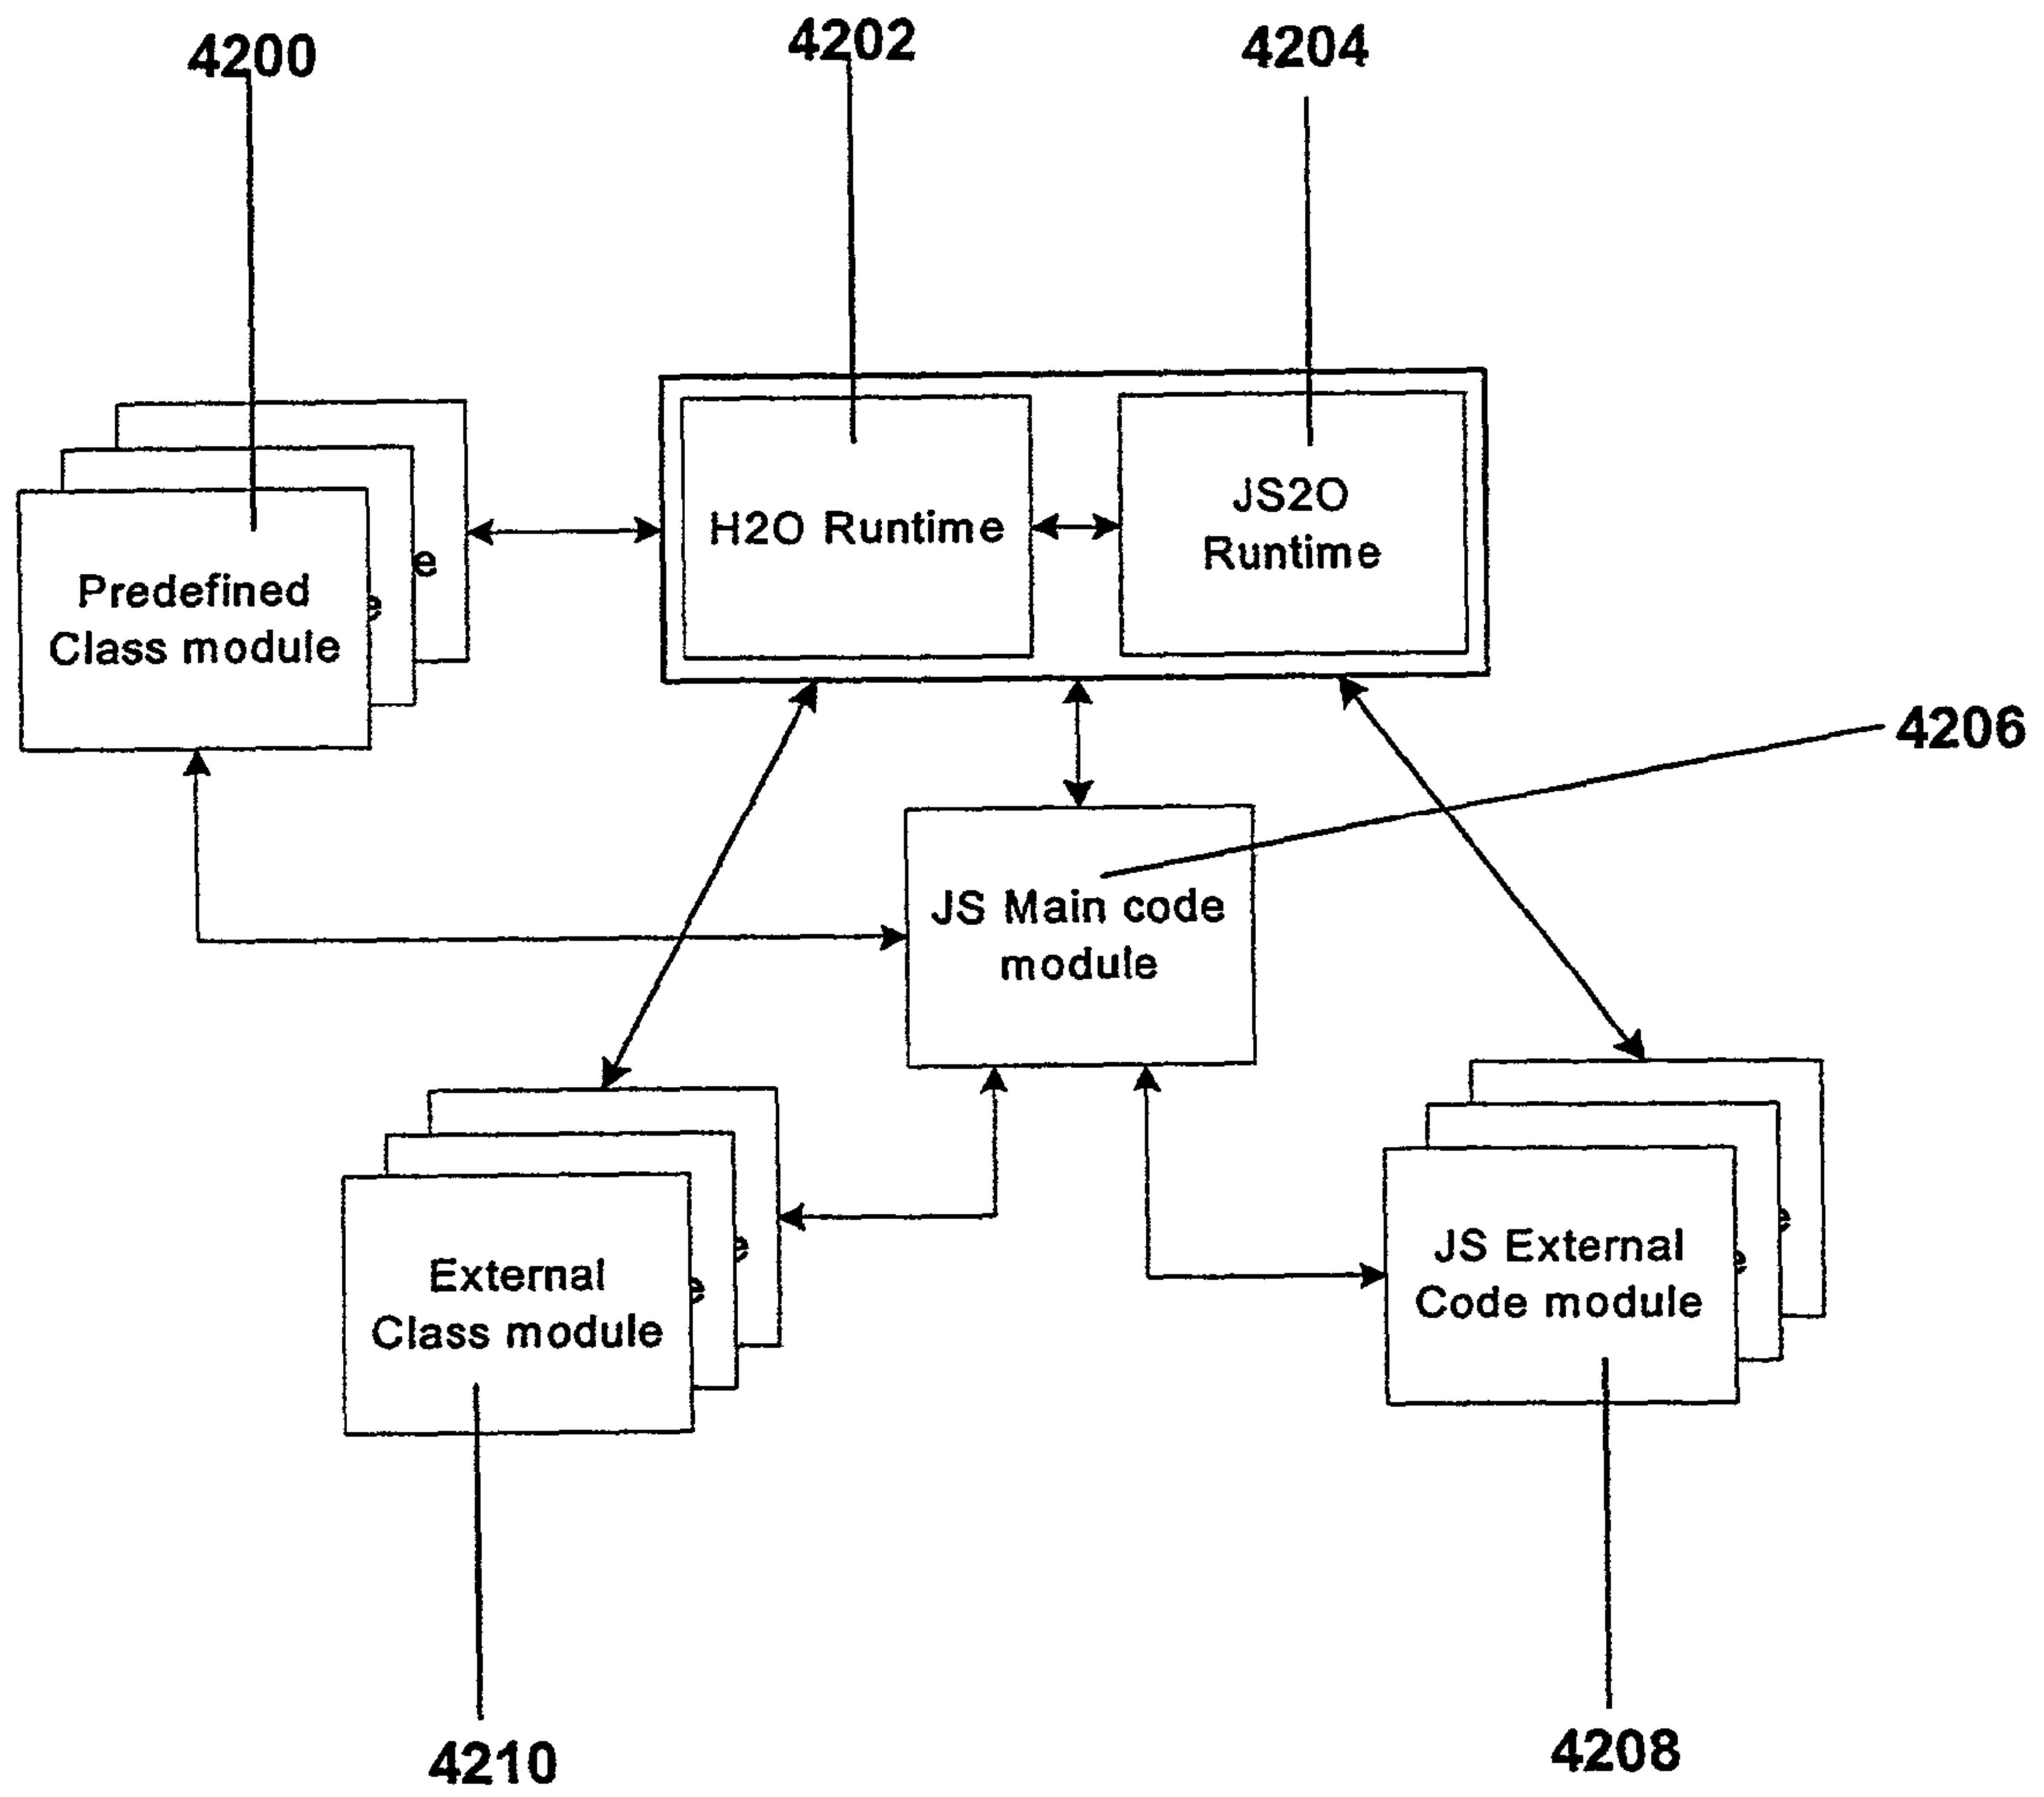 4200
4202
4204
H2O Runtime
JS2O
Runtime
e
e
Predefined
Class module
4206
JS Main code
module
External
Class module
e
e
JS External
Code module
e
e
4210
4208